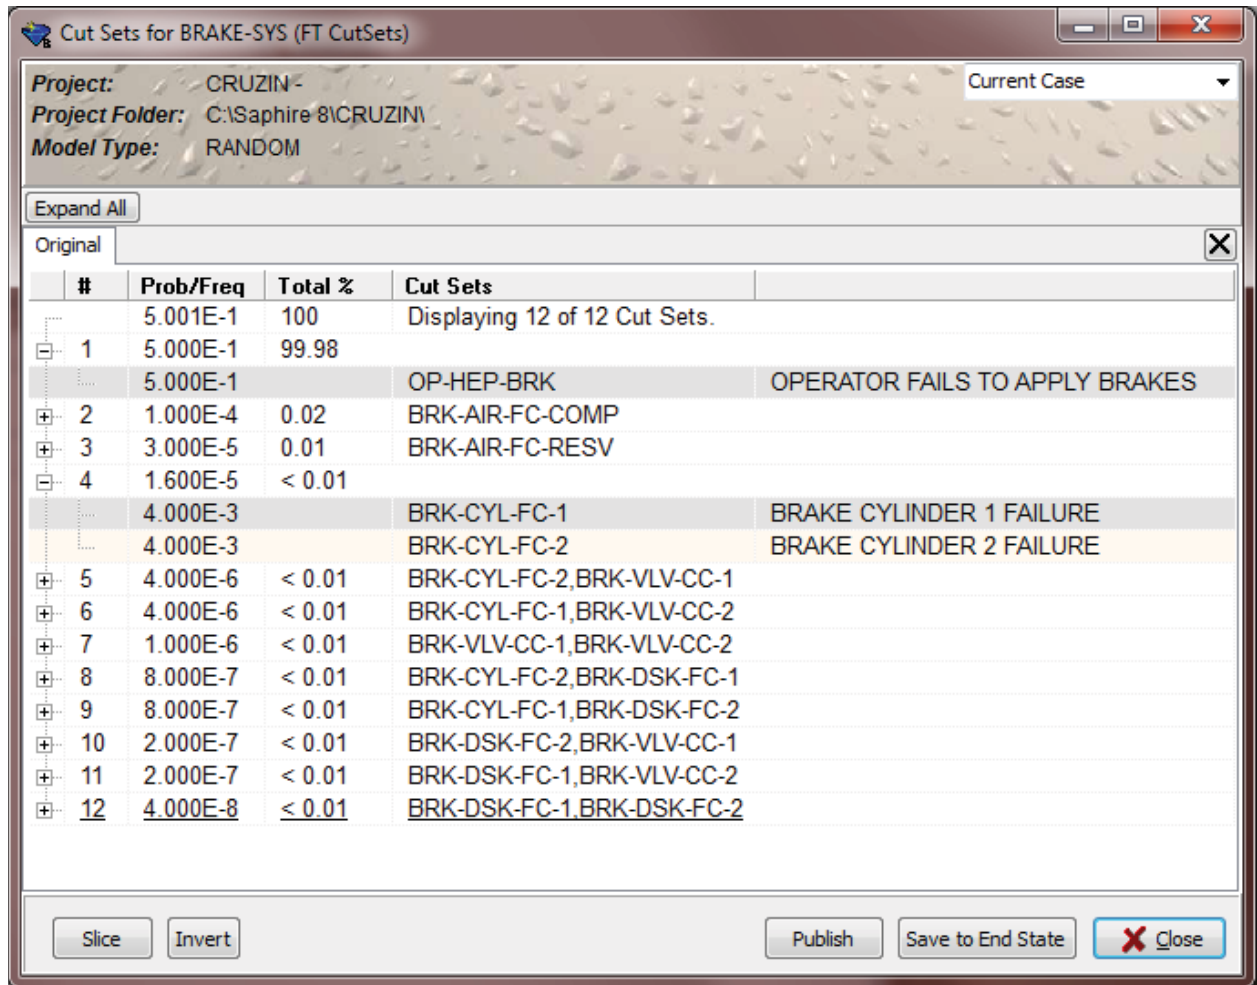 Cut Sets for BRAKE-SYS (FT CutSets)
Project: CRUZIN - Current Case
Project Folder: C:\Saphire 8\CRUZIN\
Model Type: RANDOM
Expand All
Original
# Prob/Freq Total % Cut Sets
5.001E-1 100 Displaying 12 of 12 Cut Sets.
1 5.000E-1 99.98
5.000E-1 OP-HEP-BRK OPERATOR FAILS TO APPLY BRAKES
2 1.000E-4 0.02 BRK-AIR-FC-COMP
3 3.000E-5 0.01 BRK-AIR-FC-RESV
4 1.600E-5 < 0.01
4.000E-3 BRK-CYL-FC-1 BRAKE CYLINDER 1 FAILURE
4.000E-3 BRK-CYL-FC-2 BRAKE CYLINDER 2 FAILURE
5 4.000E-6 < 0.01 BRK-CYL-FC-2,BRK-VLV-CC-1
6 4.000E-6 < 0.01 BRK-CYL-FC-1,BRK-VLV-CC-2
7 1.000E-6 < 0.01 BRK-VLV-CC-1,BRK-VLV-CC-2
8 8.000E-7 < 0.01 BRK-CYL-FC-2,BRK-DSK-FC-1
9 8.000E-7 < 0.01 BRK-CYL-FC-1,BRK-DSK-FC-2
10 2.000E-7 < 0.01 BRK-DSK-FC-2,BRK-VLV-CC-1
11 2.000E-7 < 0.01 BRK-DSK-FC-1,BRK-VLV-CC-2
12 4.000E-8 < 0.01 BRK-DSK-FC-1,BRK-DSK-FC-2
Slice Invert Publish Save to End State Close